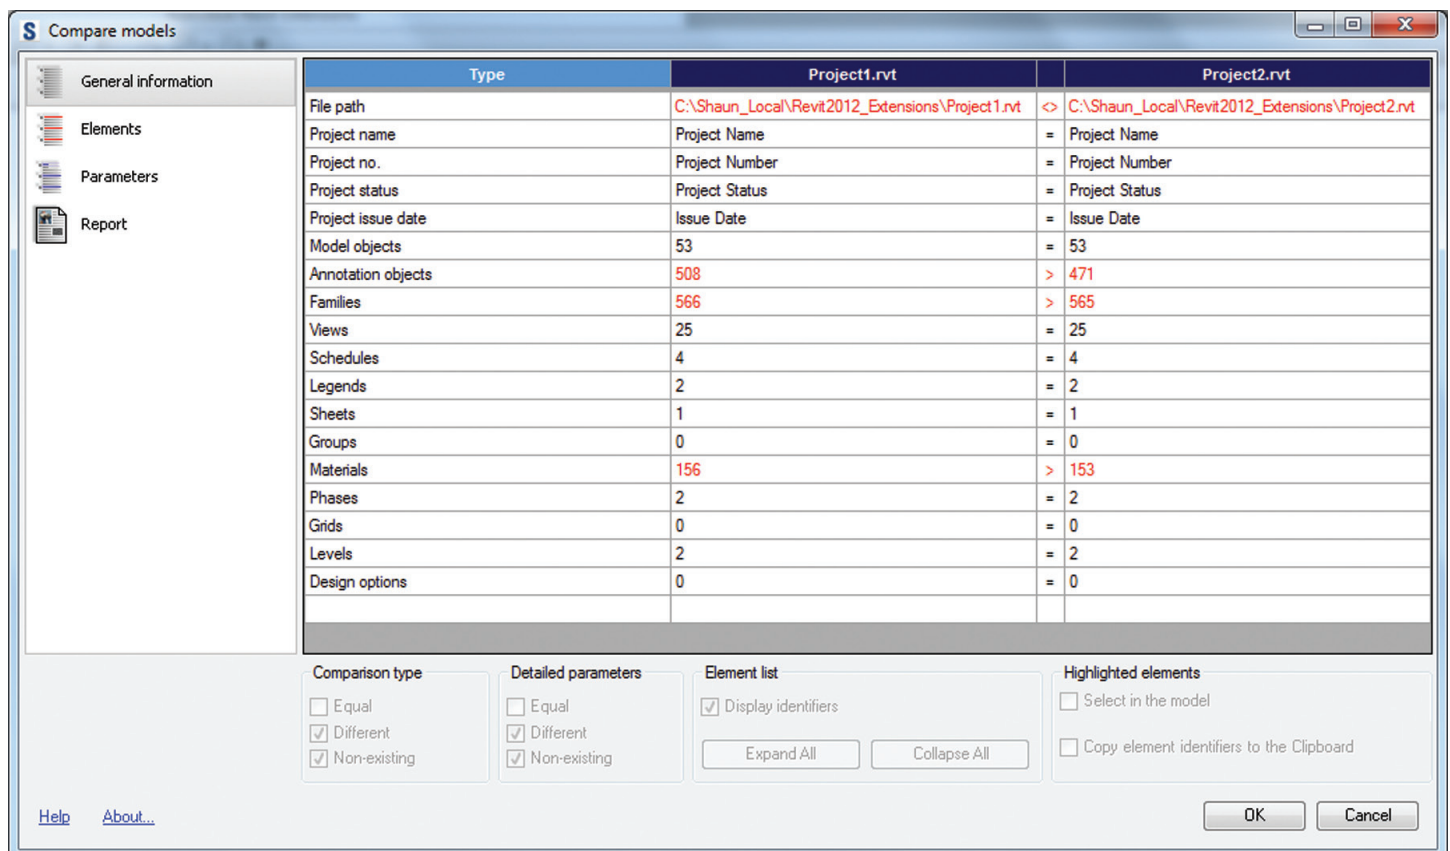 S Compare models
General information
Elements
Parameters
Report
Type Project1.rvt Project2.rvt
File path C:\Shaun_Local\Revit2012_Extensions\Project1.rvt <> C:\Shaun_Local\Revit2012_Extensions\Project2.rvt
Project name Project Name = Project Name
Project no. Project Number = Project Number
Project status Project Status = Project Status
Project issue date Issue Date = Issue Date
Model objects 53 = 53
Annotation objects 508 > 471
Families 566 > 565
Views 25 = 25
Schedules 4 = 4
Legends 2 = 2
Sheets 1 = 1
Groups 0 = 0
Materials 156 > 153
Phases 2 = 2
Grids 0 = 0
Levels 2 = 2
Design options 0 = 0
Comparison type
Equal
Different
Non-existing
Detailed parameters
Equal
Different
Non-existing
Element list
Display identifiers
Expand All Collapse All
Highlighted elements
Select in the model
Copy element identifiers to the Clipboard
Help About... OK Cancel